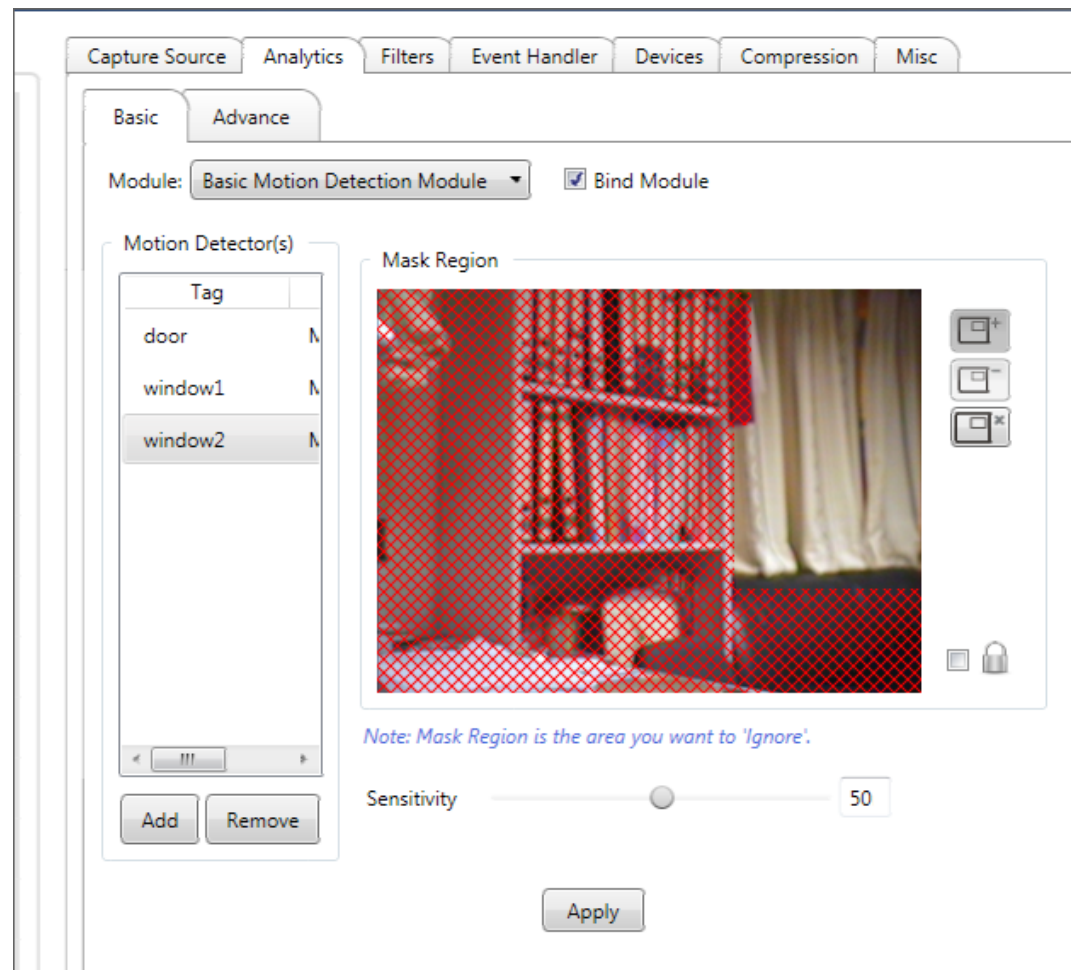 Capture Source Analytics Filters Event Handler Devices Compression Misc
Basic Advance
Module: Basic Motion Detection Module Bind Module
Motion Detector(s)
Tag
door
window1
window2
Add Remove
Mask Region
Note: Mask Region is the area you want to 'Ignore'.
Sensitivity 50
Apply